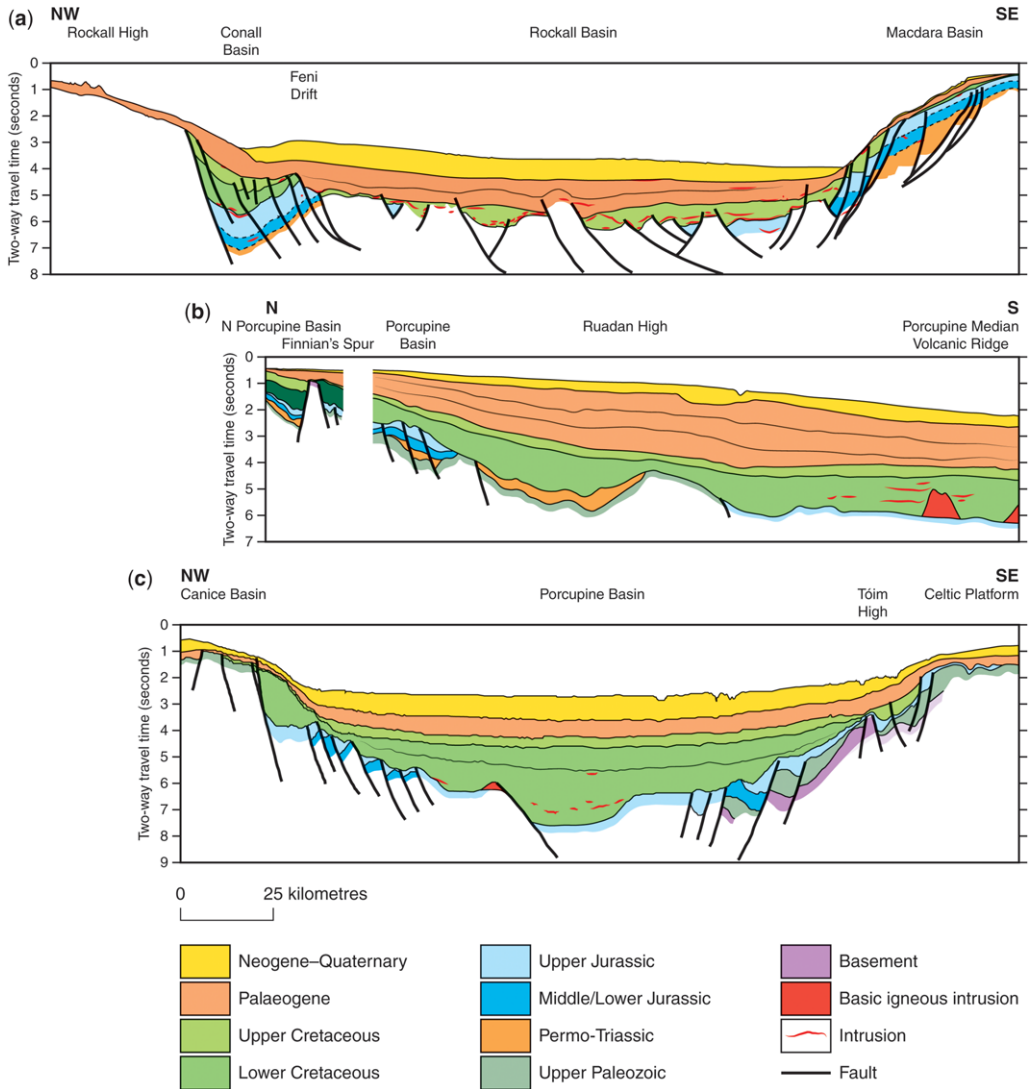 (a)
NW
SE
Rockall High
Conall
Basin
Rockall Basin
Macdara Basin
Feni
Drift
Two-way travel time (seconds)
0
1
2
3
4
5
6
7
8
(b)
N
S
N Porcupine Basin
Finnian's Spur
Porcupine
Basin
Ruadan High
Porcupine Median
Volcanic Ridge
Two-way travel time (seconds)
0
1
2
3
4
5
6
7
(c)
NW
SE
Canice Basin
Porcupine Basin
Tóim
High
Celtic Platform
Two-way travel time (seconds)
0
1
2
3
4
5
6
7
8
9
0 25 kilometres
Neogene–Quaternary
Palaeogene
Upper Cretaceous
Lower Cretaceous
Upper Jurassic
Middle/Lower Jurassic
Permo-Triassic
Upper Paleozoic
Basement
Basic igneous intrusion
Intrusion
Fault